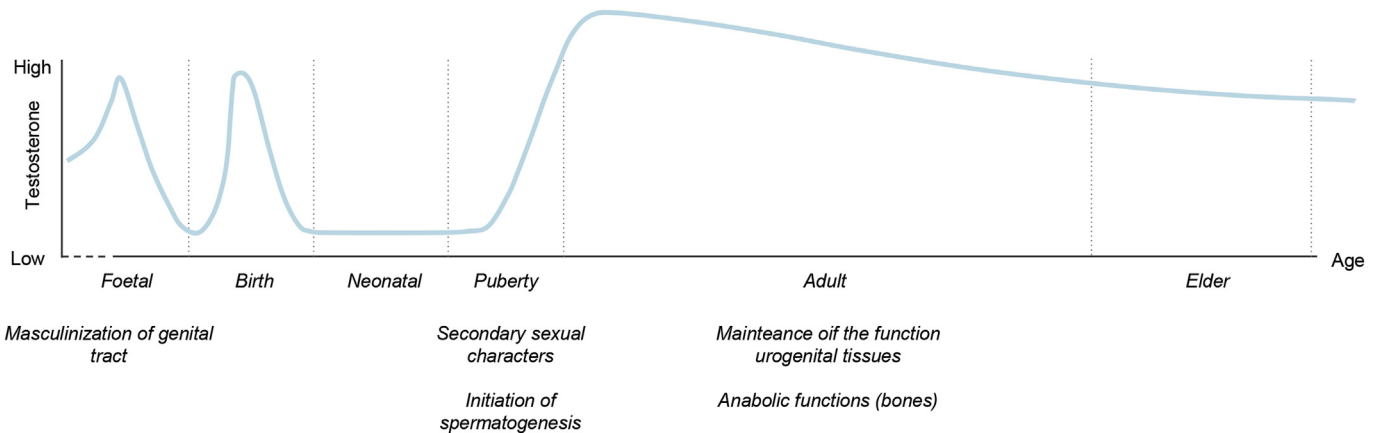 High
Testosterone
Low
Age
Foetal
Birth
Neonatal
Puberty
Adult
Elder
Masculinization of genital
tract
Secondary sexual
characters
Initiation of
spermatogenesis
Mainteance oif the function
urogenital tissues
Anabolic functions (bones)